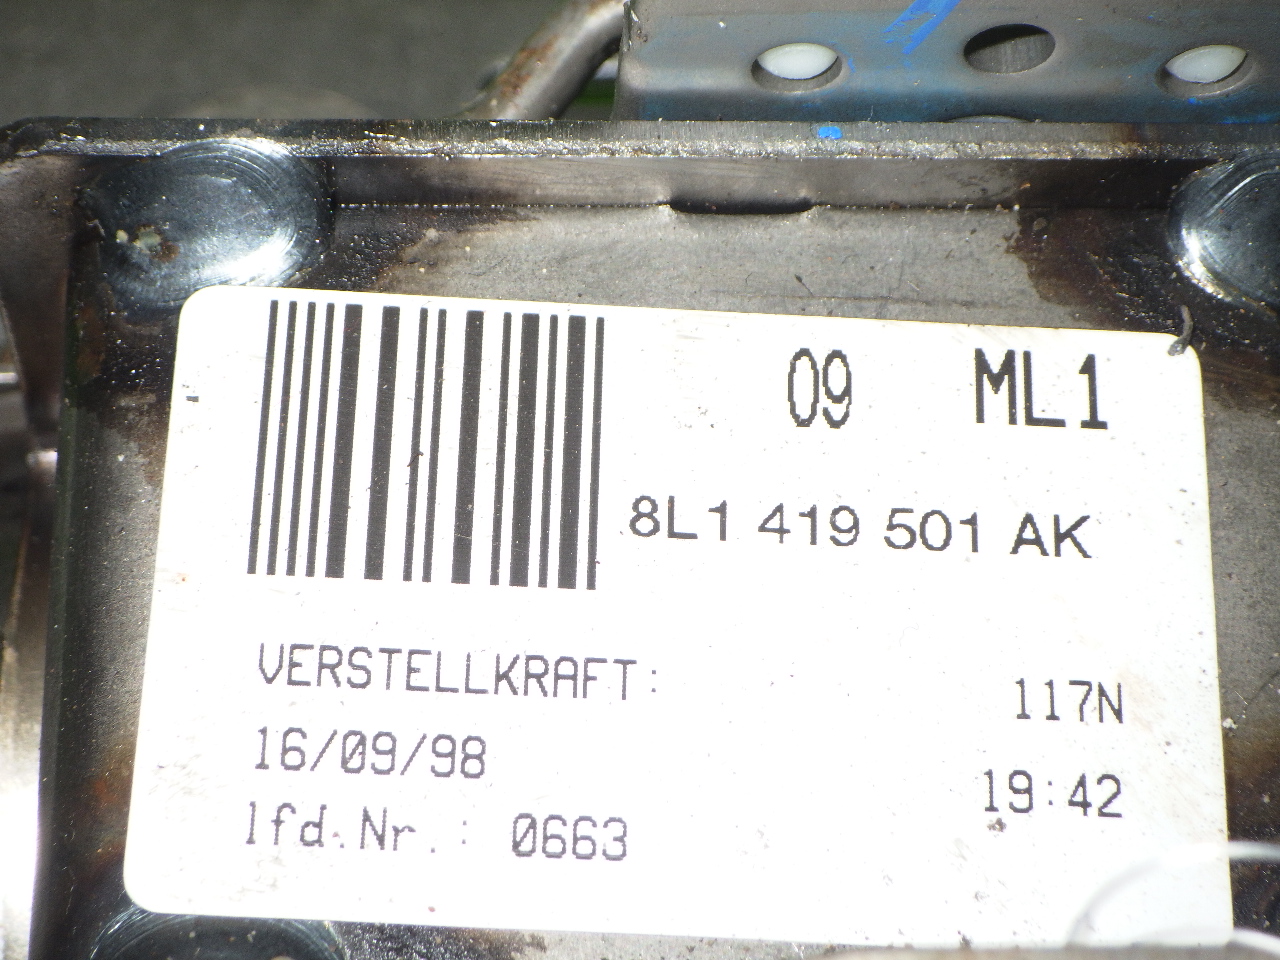 09 ML1
8L1 419 501 AK
VERSTELLKRAFT: 117N
16/09/98 19:42
lfd.Nr.: 0663